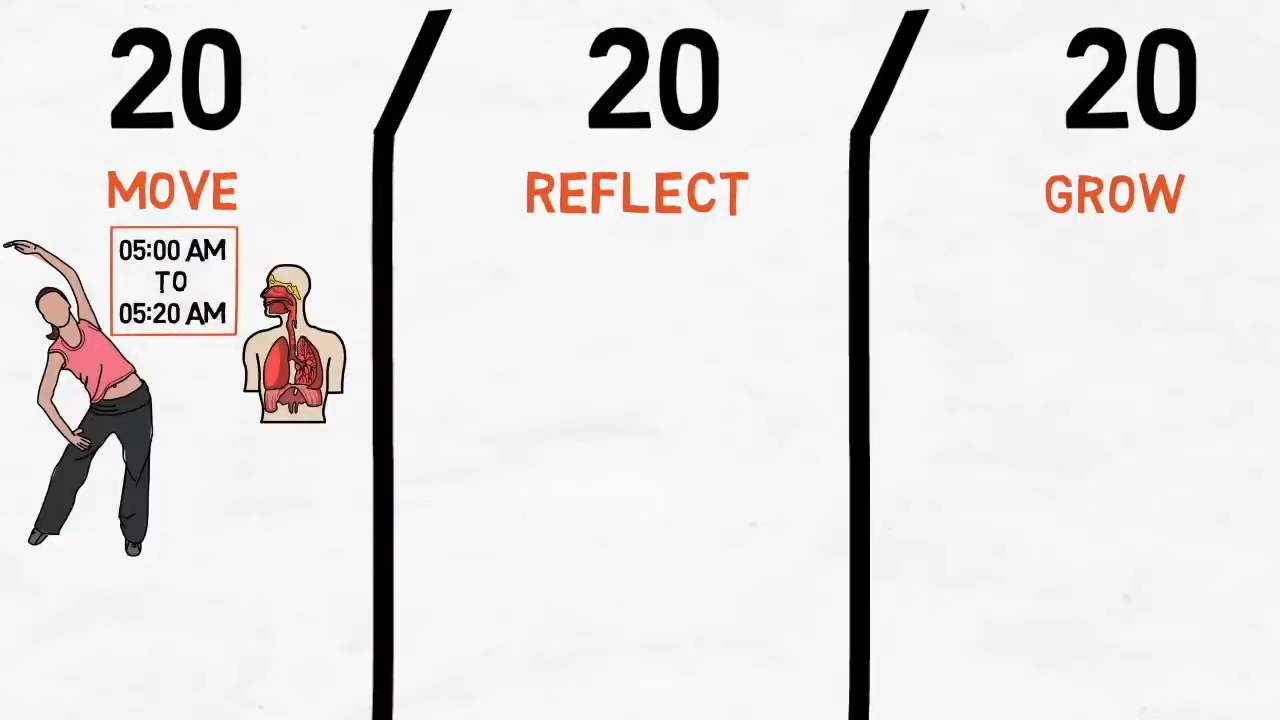 20 / 20 / 20
MOVE
REFLECT
GROW
05:00 AM
TO
05:20 AM